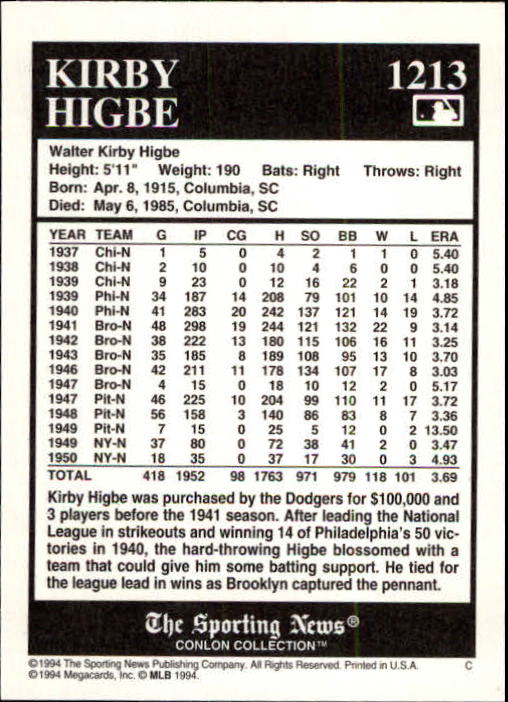 KIRBY 1213
HIGBE
Walter Kirby Higbe
Height: 5'11" Weight: 190 Bats: Right Throws: Right
Born: Apr. 8, 1915, Columbia, SC
Died: May 6, 1985, Columbia, SC
YEAR TEAM G IP CG H SO BB W L ERA
1937 Chi-N 1 5 0 4 2 1 1 0 5.40
1938 Chi-N 2 10 0 10 4 6 0 0 5.40
1939 Chi-N 9 23 0 12 16 22 2 1 3.18
1939 Phi-N 34 187 14 208 79 101 10 14 4.85
1940 Phi-N 41 283 20 242 137 121 14 19 3.72
1941 Bro-N 48 298 19 244 121 132 22 9 3.14
1942 Bro-N 38 222 13 180 115 106 16 11 3.25
1943 Bro-N 35 185 8 189 108 95 13 10 3.70
1946 Bro-N 42 211 11 178 134 107 17 8 3.03
1947 Bro-N 4 15 0 18 10 12 2 0 5.17
1947 Pit-N 46 225 10 204 99 110 11 17 3.72
1948 Pit-N 56 158 3 140 86 83 8 7 3.36
1949 Pit-N 7 15 0 25 5 12 0 2 13.50
1949 NY-N 37 80 0 72 38 41 2 0 3.47
1950 NY-N 18 35 0 37 17 30 0 3 4.93
TOTAL 418 1952 98 1763 971 979 118 101 3.69
Kirby Higbe was purchased by the Dodgers for $100,000 and
3 players before the 1941 season. After leading the National
League in strikeouts and winning 14 of Philadelphia's 50 vic-
tories in 1940, the hard-throwing Higbe blossomed with a
team that could give him some batting support. He tied for
the league lead in wins as Brooklyn captured the pennant.
The Sporting News®
CONLON COLLECTION™
©1994 The Sporting News Publishing Company. All Rights Reserved. Printed in U.S.A. C
©1994 Megacards, Inc. © MLB 1994.